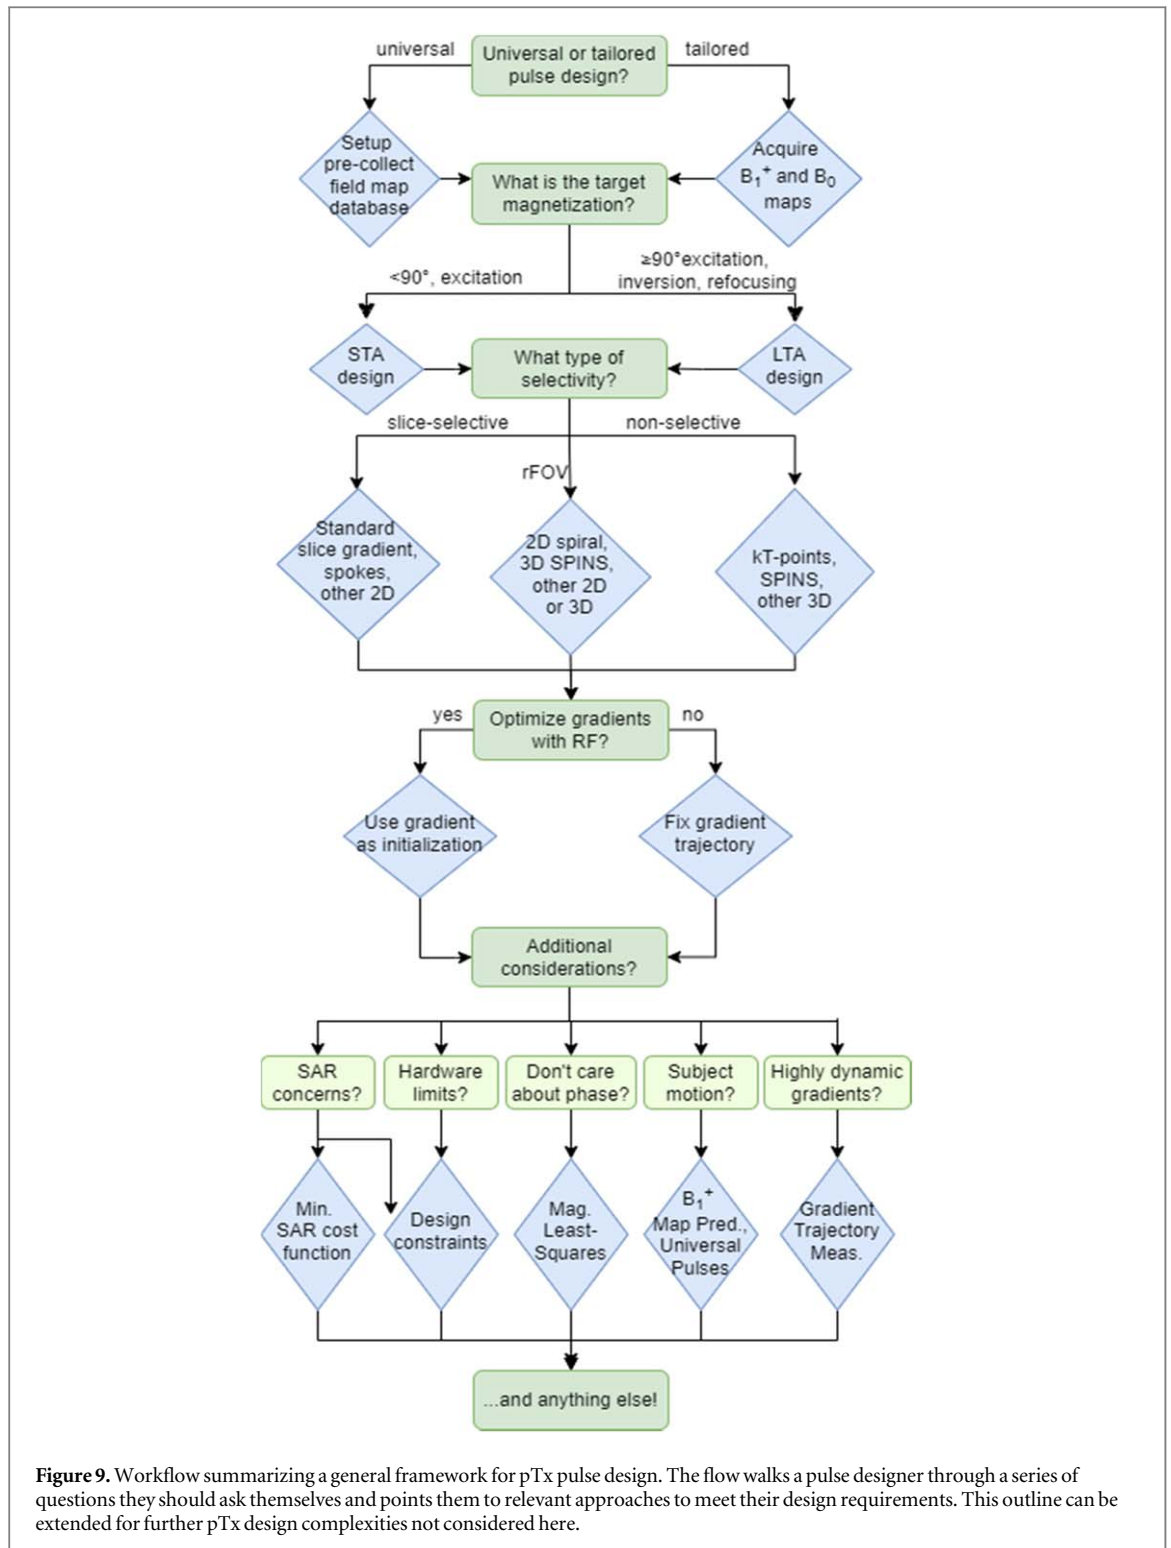 universal
Universal or tailored
pulse design?
tailored
Setup
pre-collect
field map
database
What is the target
magnetization?
Acquire
B₁⁺ and B₀
maps
<90°, excitation
≥90°excitation,
inversion, refocusing
STA
design
What type of
selectivity?
LTA
design
slice-selective
non-selective
rFOV
Standard
slice gradient,
spokes,
other 2D
2D spiral,
3D SPINS,
other 2D
or 3D
kT-points,
SPINS,
other 3D
yes
Optimize gradients
with RF?
no
Use gradient
as initialization
Fix gradient
trajectory
Additional
considerations?
SAR
concerns?
Hardware
limits?
Don't care
about phase?
Subject
motion?
Highly dynamic
gradients?
Min.
SAR cost
function
Design
constraints
Mag.
Least-
Squares
B₁⁺
Map Pred.,
Universal
Pulses
Gradient
Trajectory
Meas.
...and anything else!
Figure 9. Workflow summarizing a general framework for pTx pulse design. The flow walks a pulse designer through a series of
questions they should ask themselves and points them to relevant approaches to meet their design requirements. This outline can be
extended for further pTx design complexities not considered here.